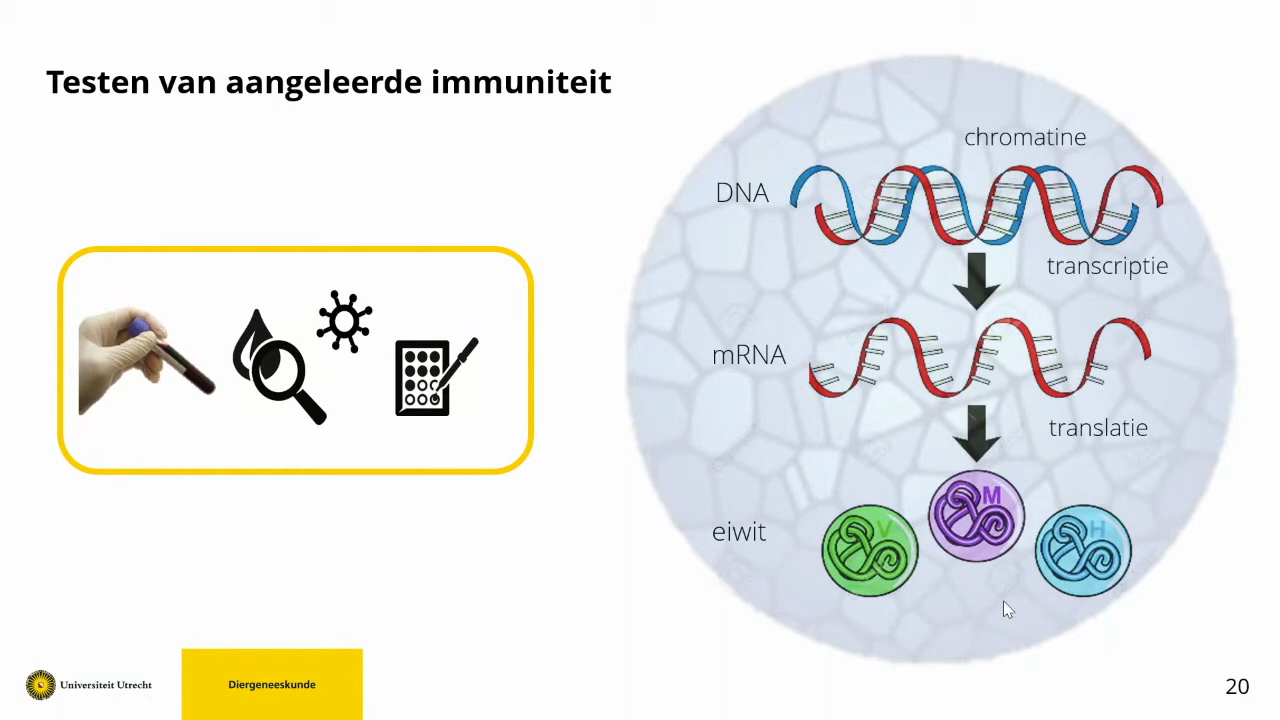 Testen van aangeleerde immuniteit
chromatine
DNA
transcriptie
mRNA
translatie
M
V
H
eiwit
Universiteit Utrecht
Diergeneeskunde
20